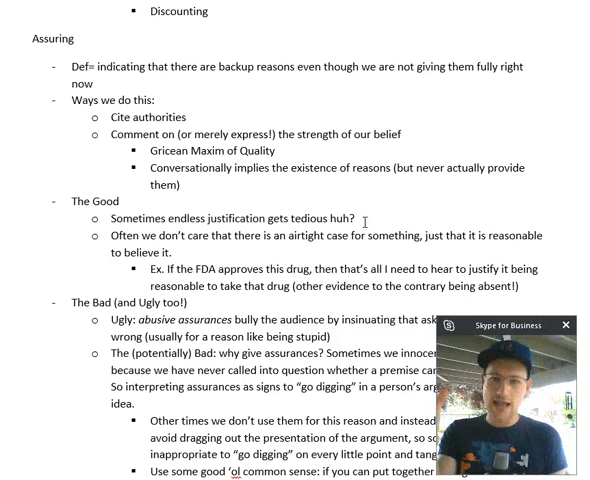 Discounting
Assuring
- Def= indicating that there are backup reasons even though we are not giving them fully right
now
- Ways we do this:
o Cite authorities
o Comment on (or merely express!) the strength of our belief
▪ Gricean Maxim of Quality
▪ Conversationally implies the existence of reasons (but never actually provide
them)
- The Good
o Sometimes endless justification gets tedious huh?
o Often we don't care that there is an airtight case for something, just that it is reasonable
to believe it.
▪ Ex. If the FDA approves this drug, then that's all I need to hear to justify it being
reasonable to take that drug (other evidence to the contrary being absent!)
- The Bad (and Ugly too!)
o Ugly: abusive assurances bully the audience by insinuating that ask
wrong (usually for a reason like being stupid)
o The (potentially) Bad: why give assurances? Sometimes we innocen
because we have never called into question whether a premise can
So interpreting assurances as signs to "go digging" in a person's arg
idea.
▪ Other times we don't use them for this reason and instead
avoid dragging out the presentation of the argument, so so
inappropriate to "go digging" on every little point and tang
▪ Use some good 'ol common sense: if you can put together
Skype for Business